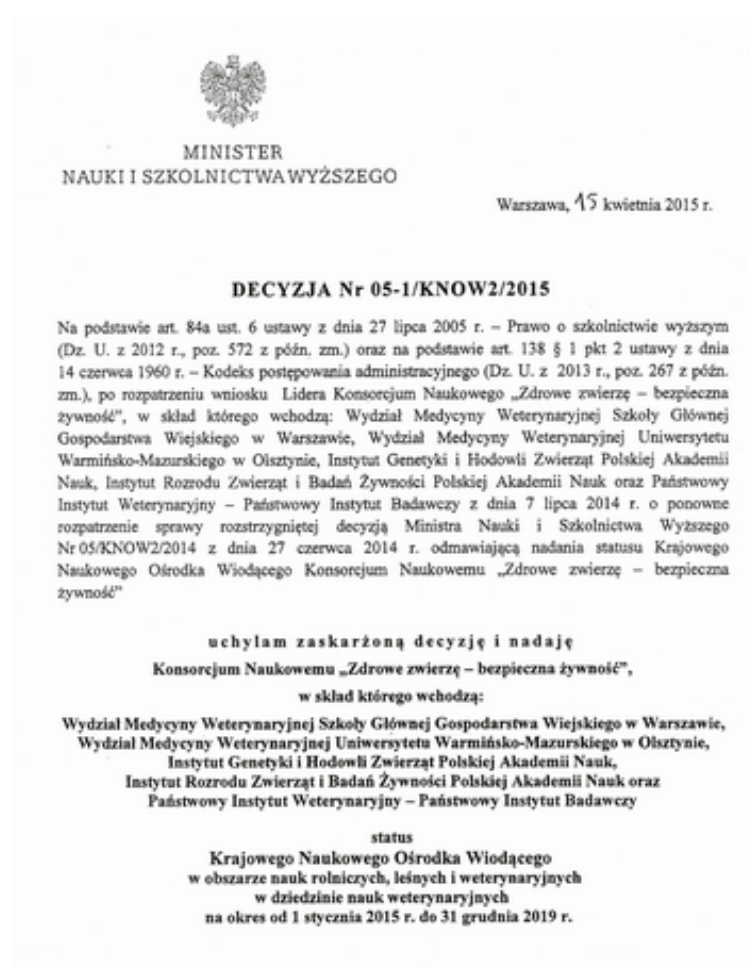 MINISTER
NAUKI I SZKOLNICTWA WYŻSZEGO
Warszawa, 15 kwietnia 2015 r.
DECYZJA Nr 05-1/KNOW2/2015
Na podstawie art. 84a ust. 6 ustawy z dnia 27 lipca 2005 r. – Prawo o szkolnictwie wyższym
(Dz. U. z 2012 r., poz. 572 z późn. zm.) oraz na podstawie art. 138 § 1 pkt 2 ustawy z dnia
14 czerwca 1960 r. – Kodeks postępowania administracyjnego (Dz. U. z 2013 r., poz. 267 z późn.
zm.), po rozpatrzeniu wniosku Lidera Konsorcjum Naukowego „Zdrowe zwierzę – bezpieczna
żywność”, w skład którego wchodzą: Wydział Medycyny Weterynaryjnej Szkoły Głównej
Gospodarstwa Wiejskiego w Warszawie, Wydział Medycyny Weterynaryjnej Uniwersytetu
Warmińsko-Mazurskiego w Olsztynie, Instytut Genetyki i Hodowli Zwierząt Polskiej Akademii
Nauk, Instytut Rozrodu Zwierząt i Badań Żywności Polskiej Akademii Nauk oraz Państwowy
Instytut Weterynaryjny – Państwowy Instytut Badawczy z dnia 7 lipca 2014 r. o ponowne
rozpatrzenie sprawy rozstrzygniętej decyzją Ministra Nauki i Szkolnictwa Wyższego
Nr 05/KNOW2/2014 z dnia 27 czerwca 2014 r. odmawiającą nadania statusu Krajowego
Naukowego Ośrodka Wiodącego Konsorcjum Naukowemu „Zdrowe zwierzę – bezpieczna
żywność”
uchylam zaskarżoną decyzję i nadaję
Konsorcjum Naukowemu „Zdrowe zwierzę – bezpieczna żywność”,
w skład którego wchodzą:
Wydział Medycyny Weterynaryjnej Szkoły Głównej Gospodarstwa Wiejskiego w Warszawie,
Wydział Medycyny Weterynaryjnej Uniwersytetu Warmińsko-Mazurskiego w Olsztynie,
Instytut Genetyki i Hodowli Zwierząt Polskiej Akademii Nauk,
Instytut Rozrodu Zwierząt i Badań Żywności Polskiej Akademii Nauk oraz
Państwowy Instytut Weterynaryjny – Państwowy Instytut Badawczy
status
Krajowego Naukowego Ośrodka Wiodącego
w obszarze nauk rolniczych, leśnych i weterynaryjnych
w dziedzinie nauk weterynaryjnych
na okres od 1 stycznia 2015 r. do 31 grudnia 2019 r.